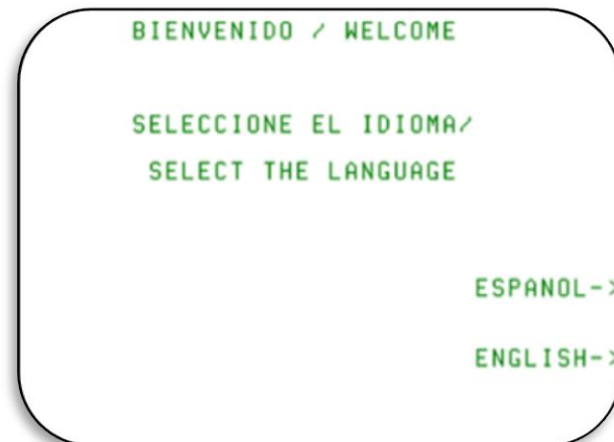 BIENVENIDO / WELCOME
SELECCIONE EL IDIOMA/
SELECT THE LANGUAGE
ESPANOL->
ENGLISH->